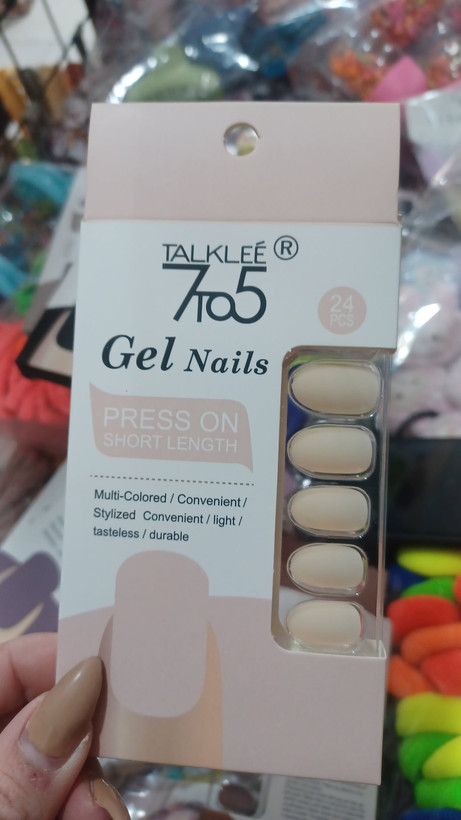 TALKLEÉ®
7TO5
24
PCS
Gel Nails
PRESS ON
SHORT LENGTH
Multi-Colored / Convenient /
Stylized Convenient / light /
tasteless / durable